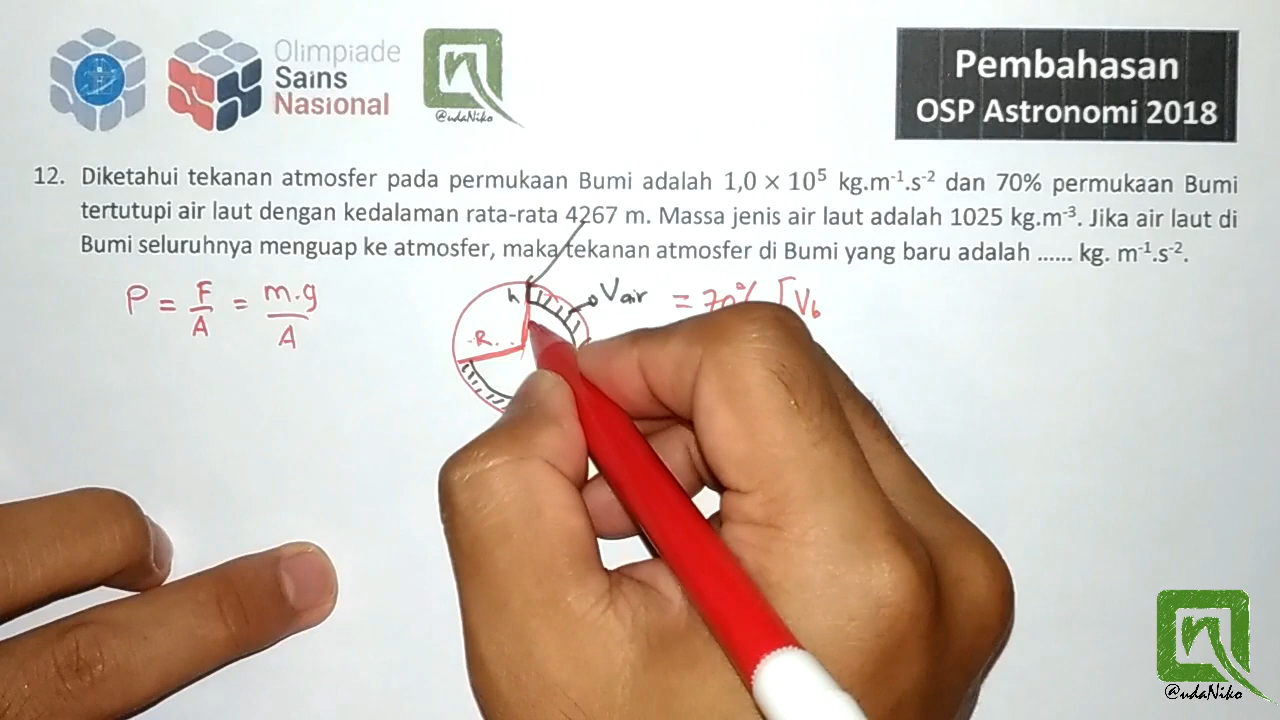 Olimpiade
Sains
Nasional
@udaNiko
Pembahasan
OSP Astronomi 2018
12. Diketahui tekanan atmosfer pada permukaan Bumi adalah 1,0 × 10⁵ kg.m⁻¹.s⁻² dan 70% permukaan Bumi
tertutupi air laut dengan kedalaman rata-rata 4267 m. Massa jenis air laut adalah 1025 kg.m⁻³. Jika air laut di
Bumi seluruhnya menguap ke atmosfer, maka tekanan atmosfer di Bumi yang baru adalah ...... kg. m⁻¹.s⁻².
P = F/A = m.g/A
h
V air = 70% [V_b
R
@udaNiko